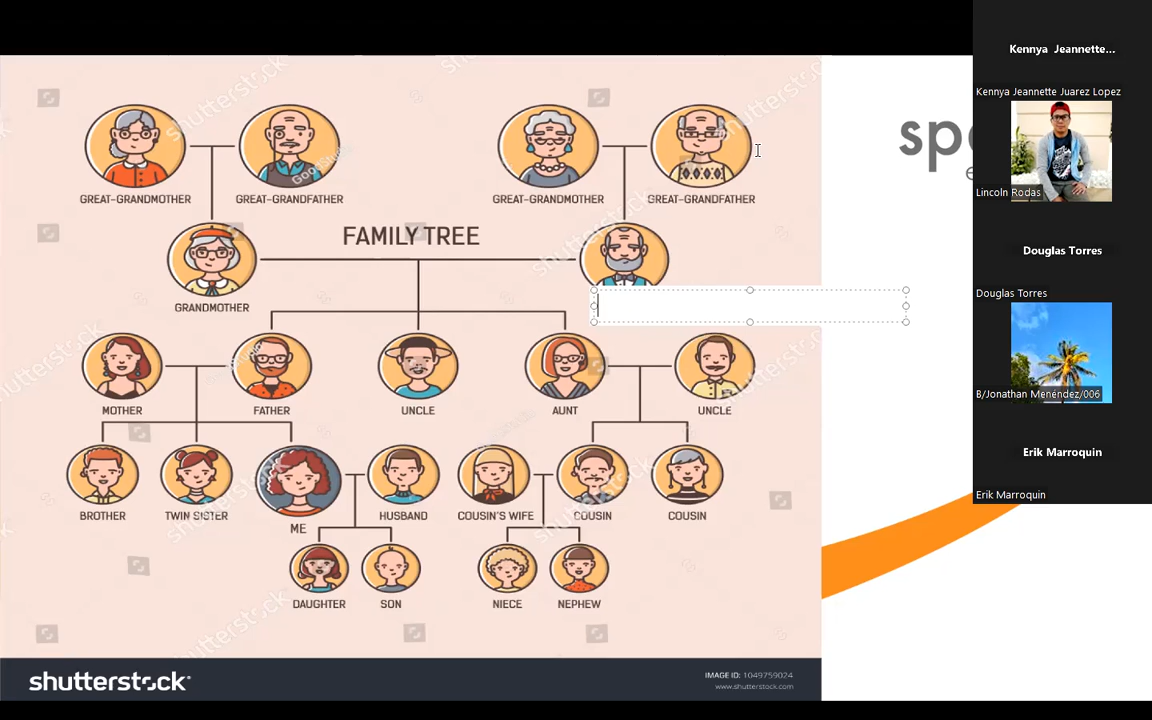 Kennya Jeannette...
Kennya Jeannette Juarez Lopez
Lincoln Rodas
Douglas Torres
Douglas Torres
B/Jonathan Menéndez/006
Erik Marroquin
Erik Marroquin
GREAT-GRANDMOTHER
GREAT-GRANDFATHER
GREAT-GRANDMOTHER
GREAT-GRANDFATHER
FAMILY TREE
GRANDMOTHER
MOTHER
FATHER
UNCLE
AUNT
UNCLE
BROTHER
TWIN SISTER
ME
HUSBAND
COUSIN'S WIFE
COUSIN
COUSIN
DAUGHTER
SON
NIECE
NEPHEW
shutterstock
IMAGE ID: 1049759024
www.shutterstock.com